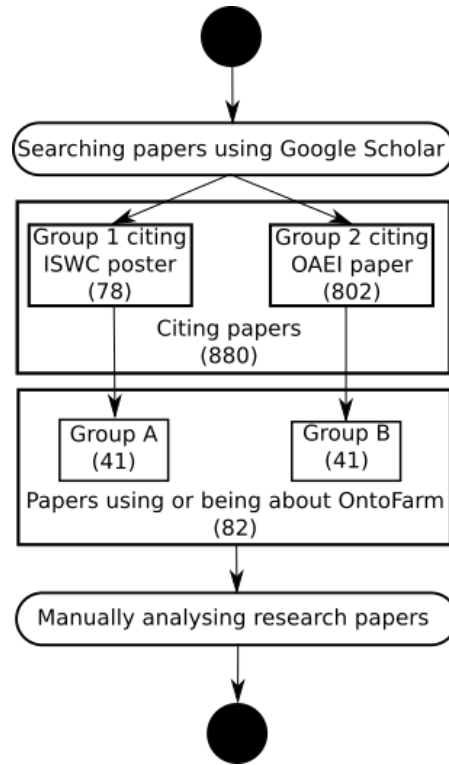 Searching papers using Google Scholar
Group 1 citing
ISWC poster
(78)
Group 2 citing
OAEI paper
(802)
Citing papers
(880)
Group A
(41)
Group B
(41)
Papers using or being about OntoFarm
(82)
Manually analysing research papers